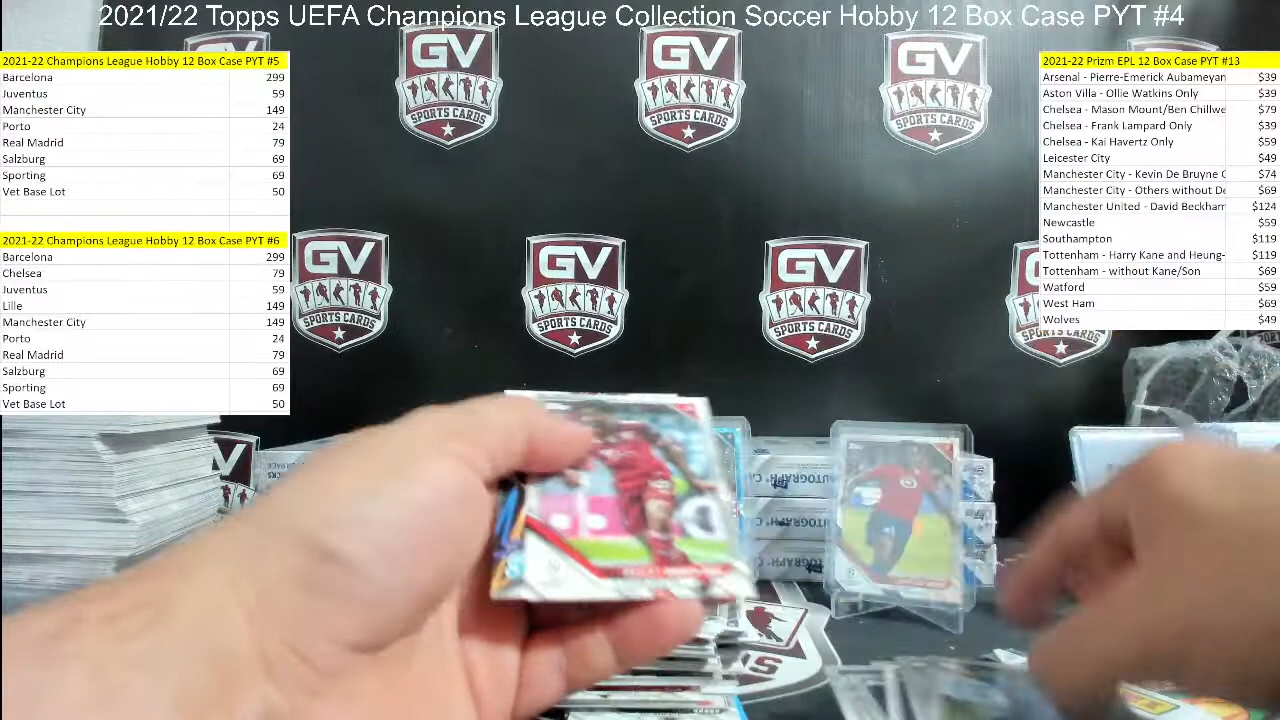 2021/22 Topps UEFA Champions League Collection Soccer Hobby 12 Box Case PYT #4
2021-22 Champions League Hobby 12 Box Case PYT #5
Barcelona 299
Juventus 59
Manchester City 149
Porto 24
Real Madrid 79
Salzburg 69
Sporting 69
Vet Base Lot 50
2021-22 Champions League Hobby 12 Box Case PYT #6
Barcelona 299
Chelsea 79
Juventus 59
Lille 149
Manchester City 149
Porto 24
Real Madrid 79
Salzburg 69
Sporting 69
Vet Base Lot 50
2021-22 Prizm EPL 12 Box Case PYT #13
Arsenal - Pierre-Emerick Aubameyan $39
Aston Villa - Ollie Watkins Only $39
Chelsea - Mason Mount/Ben Chillwe $79
Chelsea - Frank Lampard Only $39
Chelsea - Kai Havertz Only $59
Leicester City $49
Manchester City - Kevin De Bruyne $74
Manchester City - Others without De $69
Manchester United - David Beckham $124
Newcastle $59
Southampton $119
Tottenham - Harry Kane and Heung- $119
Tottenham - without Kane/Son $69
Watford $59
West Ham $69
Wolves $49
GV
SPORTS CARDS
GV
SPORTS CARDS
GV
SPORTS CARDS
GV
SPORTS CARDS
GV
SPORTS CARDS
GV
SPORTS CARDS
SPORTS CARDS